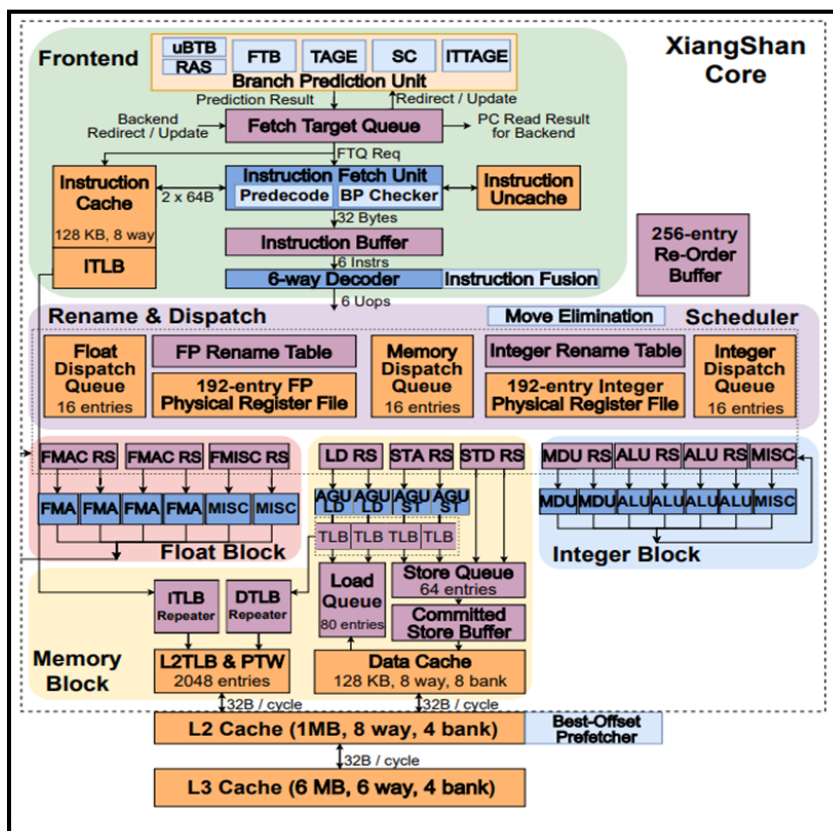 Frontend
uBTB
RAS
FTB
TAGE
SC
ITTAGE
Branch Prediction Unit
XiangShan
Core
Prediction Result
Redirect / Update
Backend
Redirect / Update
Fetch Target Queue
PC Read Result
for Backend
FTQ Req
Instruction
Cache
128 KB, 8 way
ITLB
2 x 64B
Instruction Fetch Unit
Predecode
BP Checker
Instruction
Uncache
32 Bytes
Instruction Buffer
6 Instrs
6-way Decoder
Instruction Fusion
6 Uops
256-entry
Re-Order
Buffer
Rename & Dispatch
Move Elimination
Scheduler
Float
Dispatch
Queue
16 entries
FP Rename Table
192-entry FP
Physical Register File
Memory
Dispatch
Queue
16 entries
Integer Rename Table
192-entry Integer
Physical Register File
Integer
Dispatch
Queue
16 entries
FMAC RS
FMAC RS
FMISC RS
FMA
FMA
FMA
FMA
MISC
MISC
Float Block
LD RS
STA RS
STD RS
AGU
LD
AGU
LD
AGU
ST
AGU
ST
TLB
TLB
TLB
TLB
MDU RS
ALU RS
ALU RS
MISC
MDU
MDU
ALU
ALU
ALU
ALU
MISC
Integer Block
Load
Queue
80 entries
Store Queue
64 entries
Committed
Store Buffer
ITLB
Repeater
DTLB
Repeater
Memory
Block
L2TLB & PTW
2048 entries
Data Cache
128 KB, 8 way, 8 bank
32B / cycle
32B / cycle
L2 Cache (1MB, 8 way, 4 bank)
Best-Offset
Prefetcher
32B / cycle
L3 Cache (6 MB, 6 way, 4 bank)